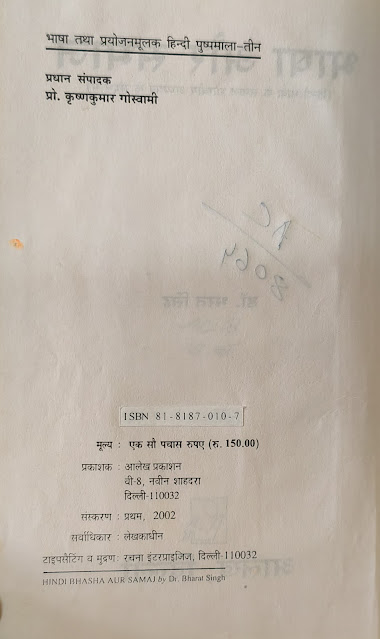 भाषा तथा प्रयोजनमूलक हिन्दी पुष्पमाला–तीन
प्रधान संपादक
प्रो. कृष्णकुमार गोस्वामी
ISBN 81-8187-010-7
मूल्य : एक सौ पचास रुपए (रु. 150.00)
प्रकाशक : आलेख प्रकाशन
वी-8, नवीन शाहदरा
दिल्ली-110032
संस्करण : प्रथम, 2002
सर्वाधिकार : लेखकाधीन
टाइपसैटिंग व मुद्रण : रचना इंटरप्राइजिज़, दिल्ली-110032
HINDI BHASHA AUR SAMAJ by Dr. Bharat Singh